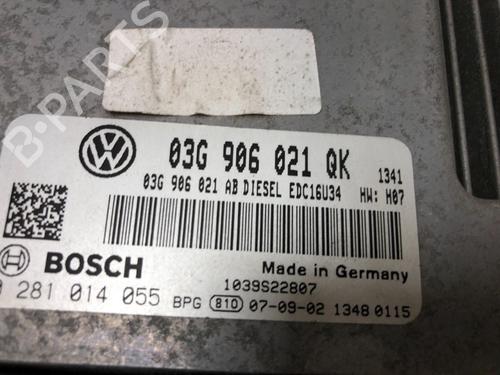 B-PARTS
03G 906 021 QK 1341
03G 906 021 AB DIESEL EDC16U34 HW: H07
BOSCH
Made in Germany
1039S22807
0 281 014 055 BPG 810 07-09-02 1348 0115